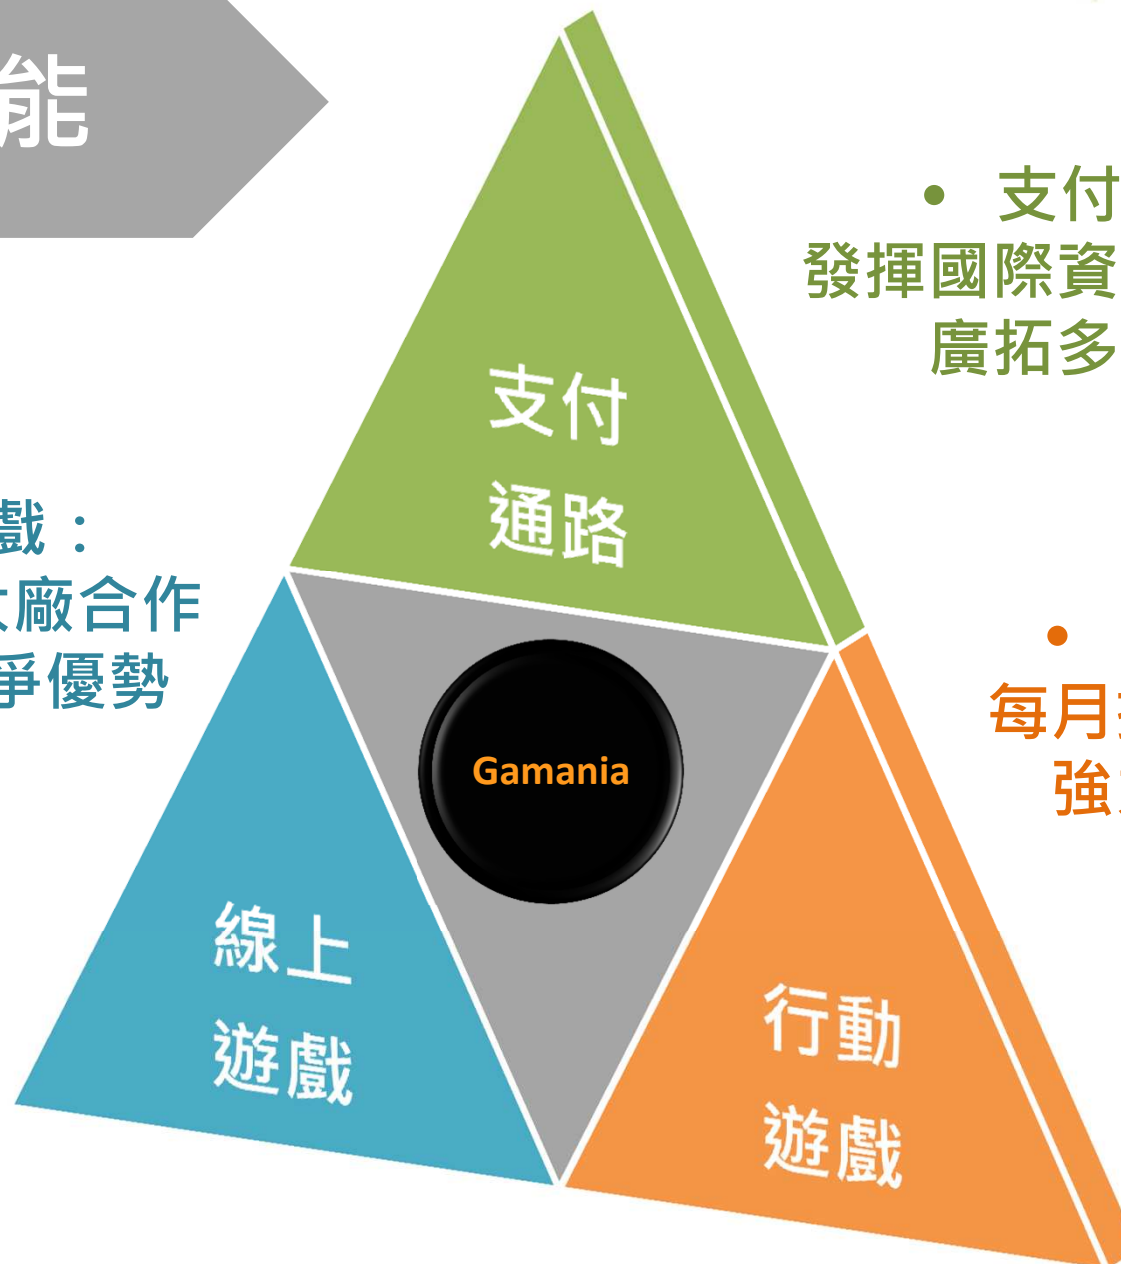 能
支付
通路
• 支付
發揮國際資
廣拓多
戲：
大廠合作
爭優勢
Gamania
•
每月
強
線上
遊戲
行動
遊戲